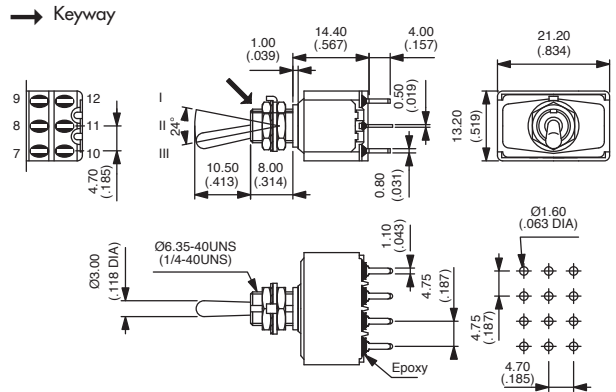 → Keyway
14.40
(.567)
4.00
(.157)
1.00
(.039)
21.20
(.834)
9 12
8 11
7 10
4.70
(.185)
I
II
III
24°
10.50
(.413)
8.00
(.314)
0.50
(.019)
0.80
(.031)
13.20
(.519)
Ø3.00
(.118 DIA)
Ø6.35-40UNS
(1/4-40UNS)
1.10
(.043)
4.75
(.187)
Epoxy
Ø1.60
(.063 DIA)
4.75
(.187)
4.70
(.185)